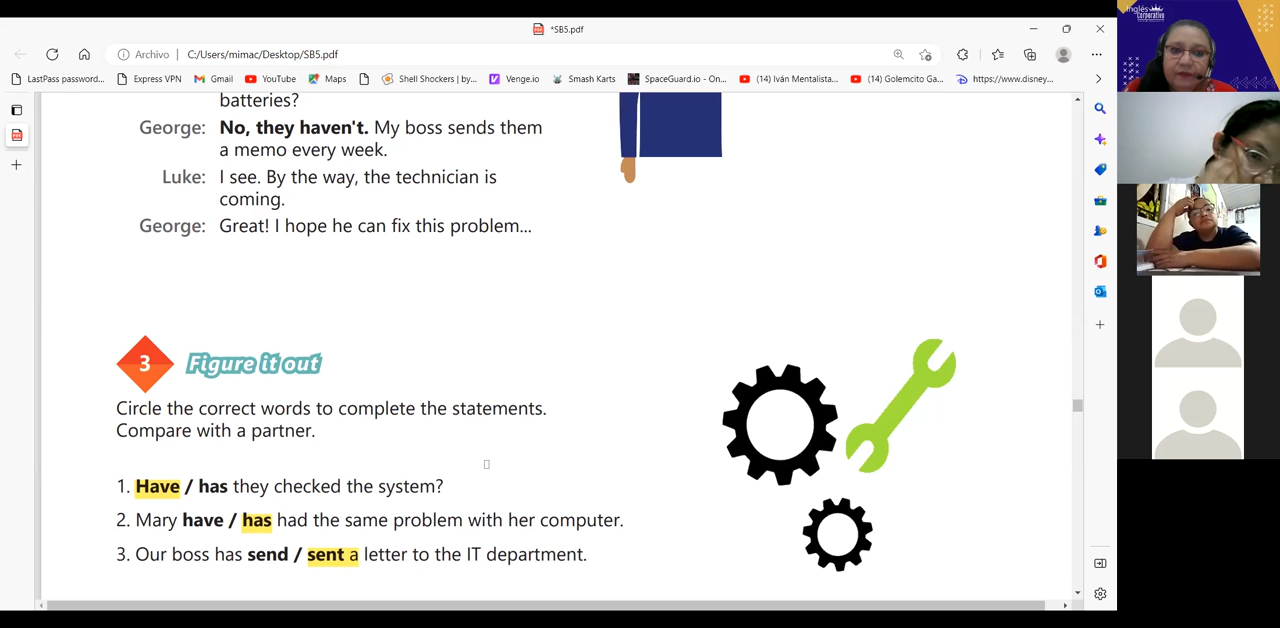 *SB5.pdf
Archivo | C:/Users/mimac/Desktop/SB5.pdf
LastPass password... Express VPN Gmail YouTube Maps Shell Shockers | by... Venge.io Smash Karts SpaceGuard.io - On... (14) Iván Mentalista... (14) Golemcito Ga... https://www.disney...
Inglés
Corporativo
batteries?
George: No, they haven't. My boss sends them
a memo every week.
Luke: I see. By the way, the technician is
coming.
George: Great! I hope he can fix this problem...
3 Figure it out
Circle the correct words to complete the statements.
Compare with a partner.
1. Have / has they checked the system?
2. Mary have / has had the same problem with her computer.
3. Our boss has send / sent a letter to the IT department.